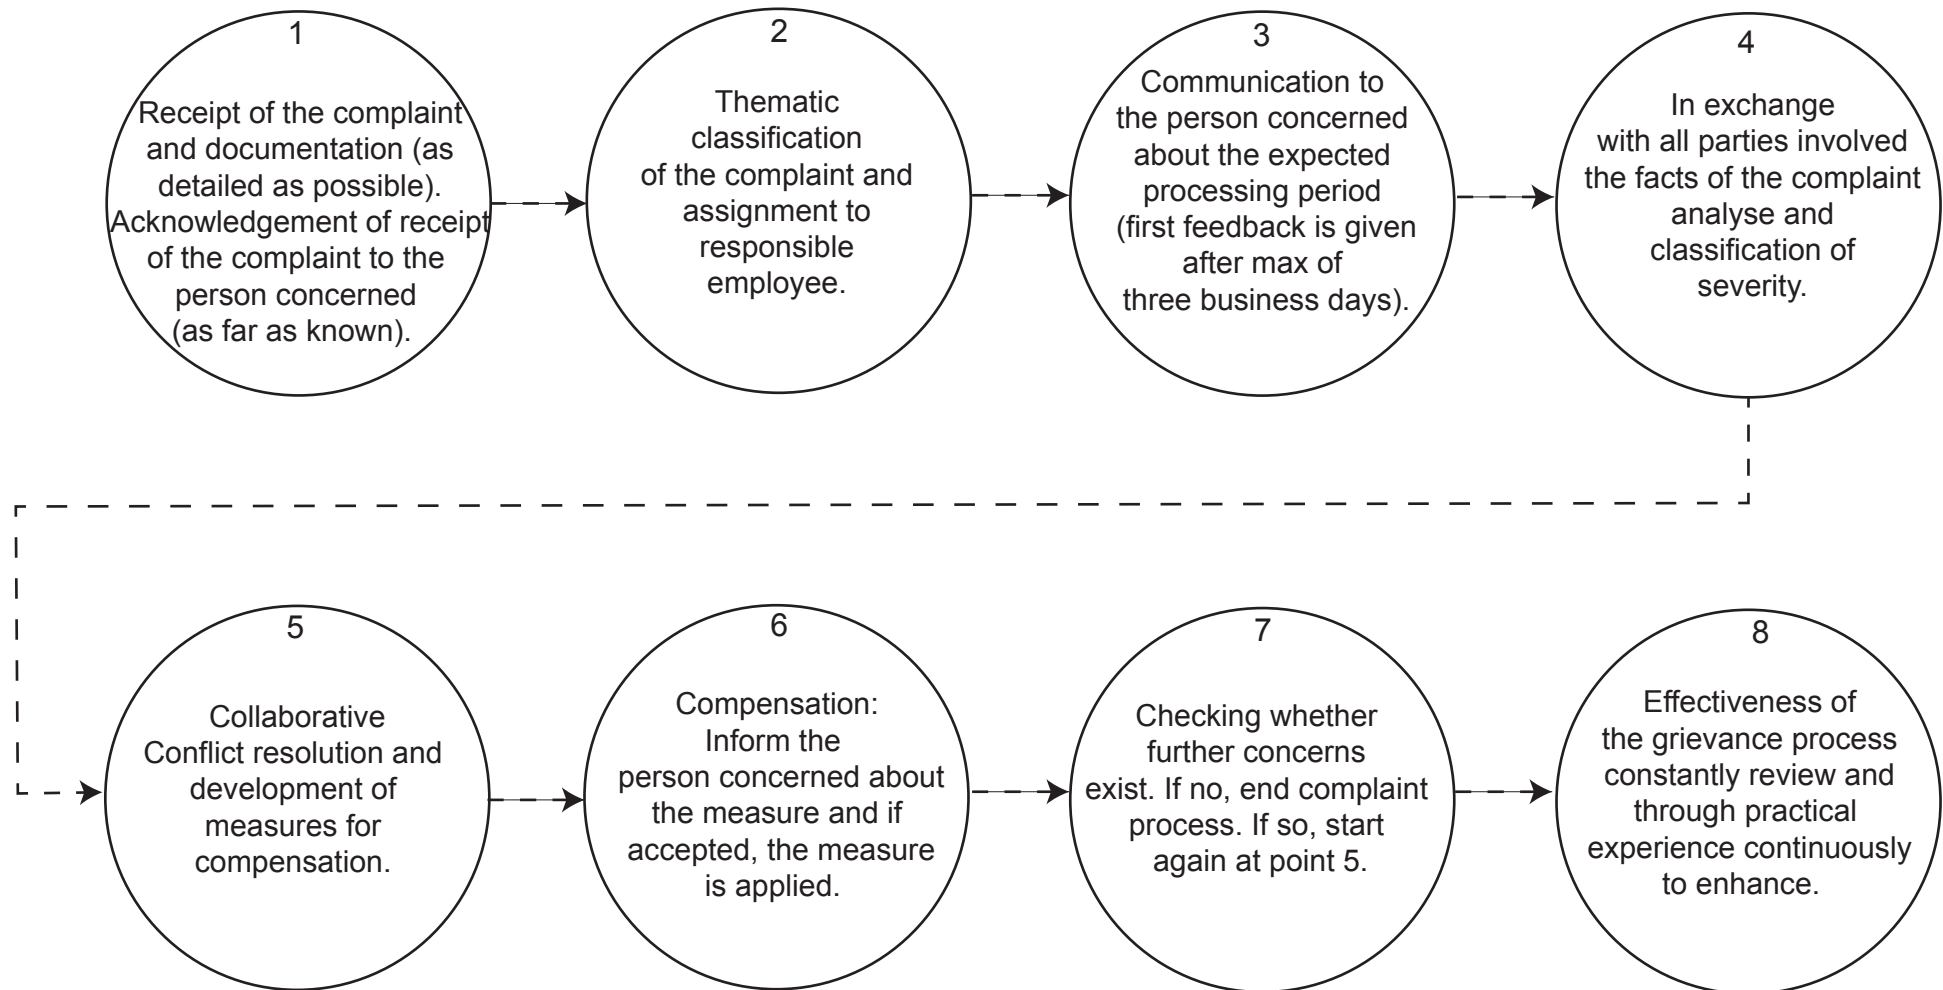 1
Receipt of the complaint
and documentation (as
detailed as possible).
Acknowledgement of receipt
of the complaint to the
person concerned
(as far as known).
2
Thematic
classification
of the complaint and
assignment to
responsible
employee.
3
Communication to
the person concerned
about the expected
processing period
(first feedback is given
after max of
three business days).
4
In exchange
with all parties involved
the facts of the complaint
analyse and
classification of
severity.
5
Collaborative
Conflict resolution and
development of
measures for
compensation.
6
Compensation:
Inform the
person concerned about
the measure and if
accepted, the measure
is applied.
7
Checking whether
further concerns
exist. If no, end complaint
process. If so, start
again at point 5.
8
Effectiveness of
the grievance process
constantly review and
through practical
experience continuously
to enhance.